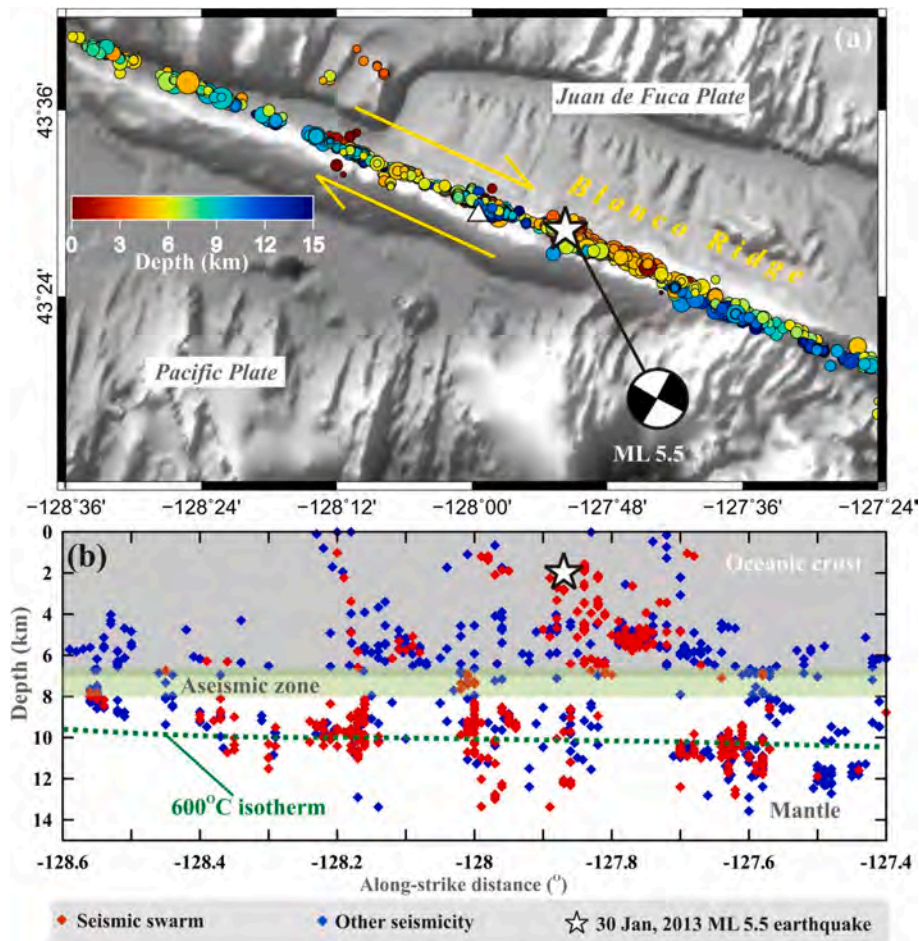 (a)
Juan de Fuca Plate
43°36'
Blanco Ridge
0 3 6 9 12 15
Depth (km)
43°24'
Pacific Plate
ML 5.5
-128°36' -128°24' -128°12' -128°00' -127°48' -127°36' -127°24'
(b)
Oceanic crust
0
2
4
6
8
10
12
14
Depth (km)
Aseismic zone
600°C isotherm
Mantle
-128.6 -128.4 -128.2 -128 -127.8 -127.6 -127.4
Along-strike distance (°)
Seismic swarm Other seismicity 30 Jan, 2013 ML 5.5 earthquake